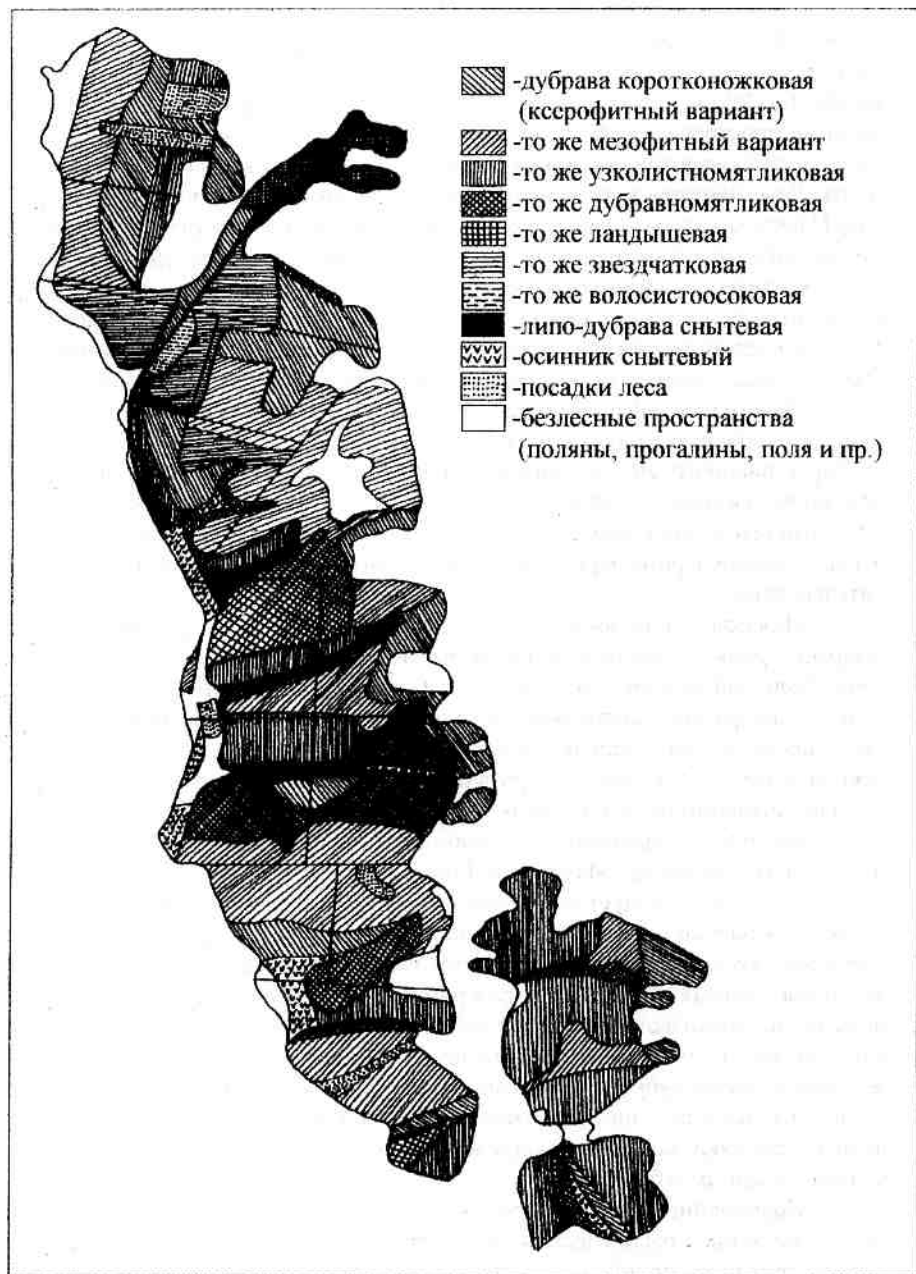 -дубрава коротконожковая
(ксерофитный вариант)
-то же мезофитный вариант
-то же узколистномятликовая
-то же дубравномятликовая
-то же ландышевая
-то же звездчатковая
-то же волосистоосоковая
-липо-дубрава снытевая
-осинник снытевый
-посадки леса
-безлесные пространства
(поляны, прогалины, поля и пр.)